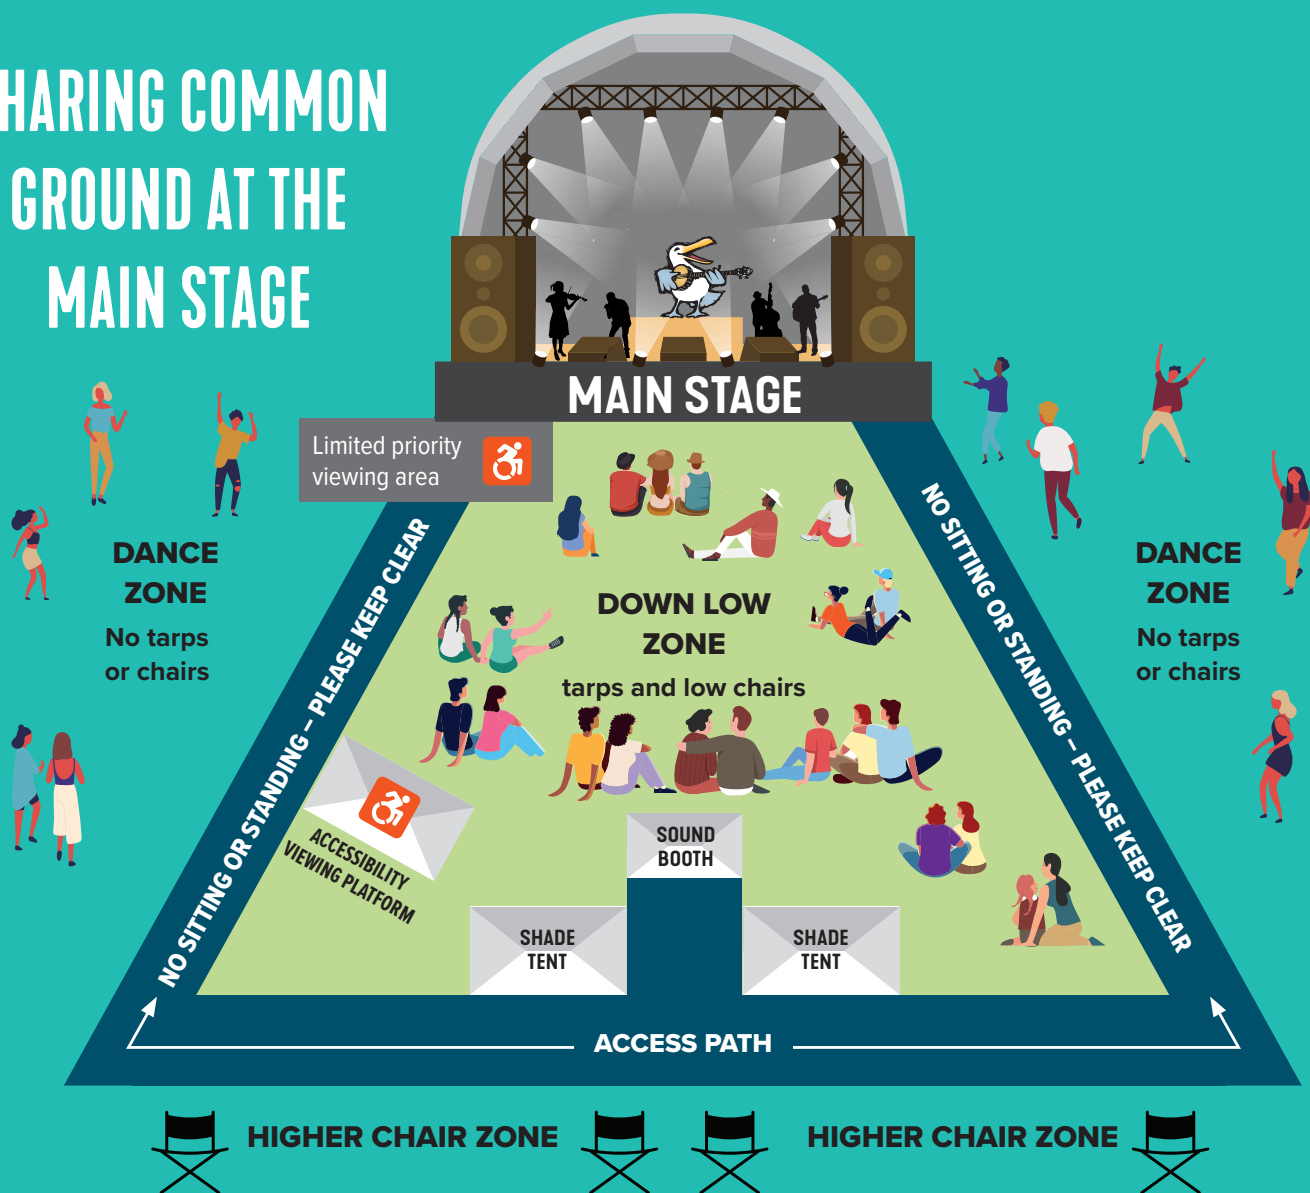 HARING COMMON
GROUND AT THE
MAIN STAGE
MAIN STAGE
Limited priority
viewing area
NO SITTING OR STANDING – PLEASE KEEP CLEAR
NO SITTING OR STANDING – PLEASE KEEP CLEAR
DANCE
ZONE
No tarps
or chairs
DOWN LOW
ZONE
tarps and low chairs
DANCE
ZONE
No tarps
or chairs
ACCESSIBILITY
VIEWING PLATFORM
SOUND
BOOTH
SHADE
TENT
SHADE
TENT
ACCESS PATH
HIGHER CHAIR ZONE
HIGHER CHAIR ZONE